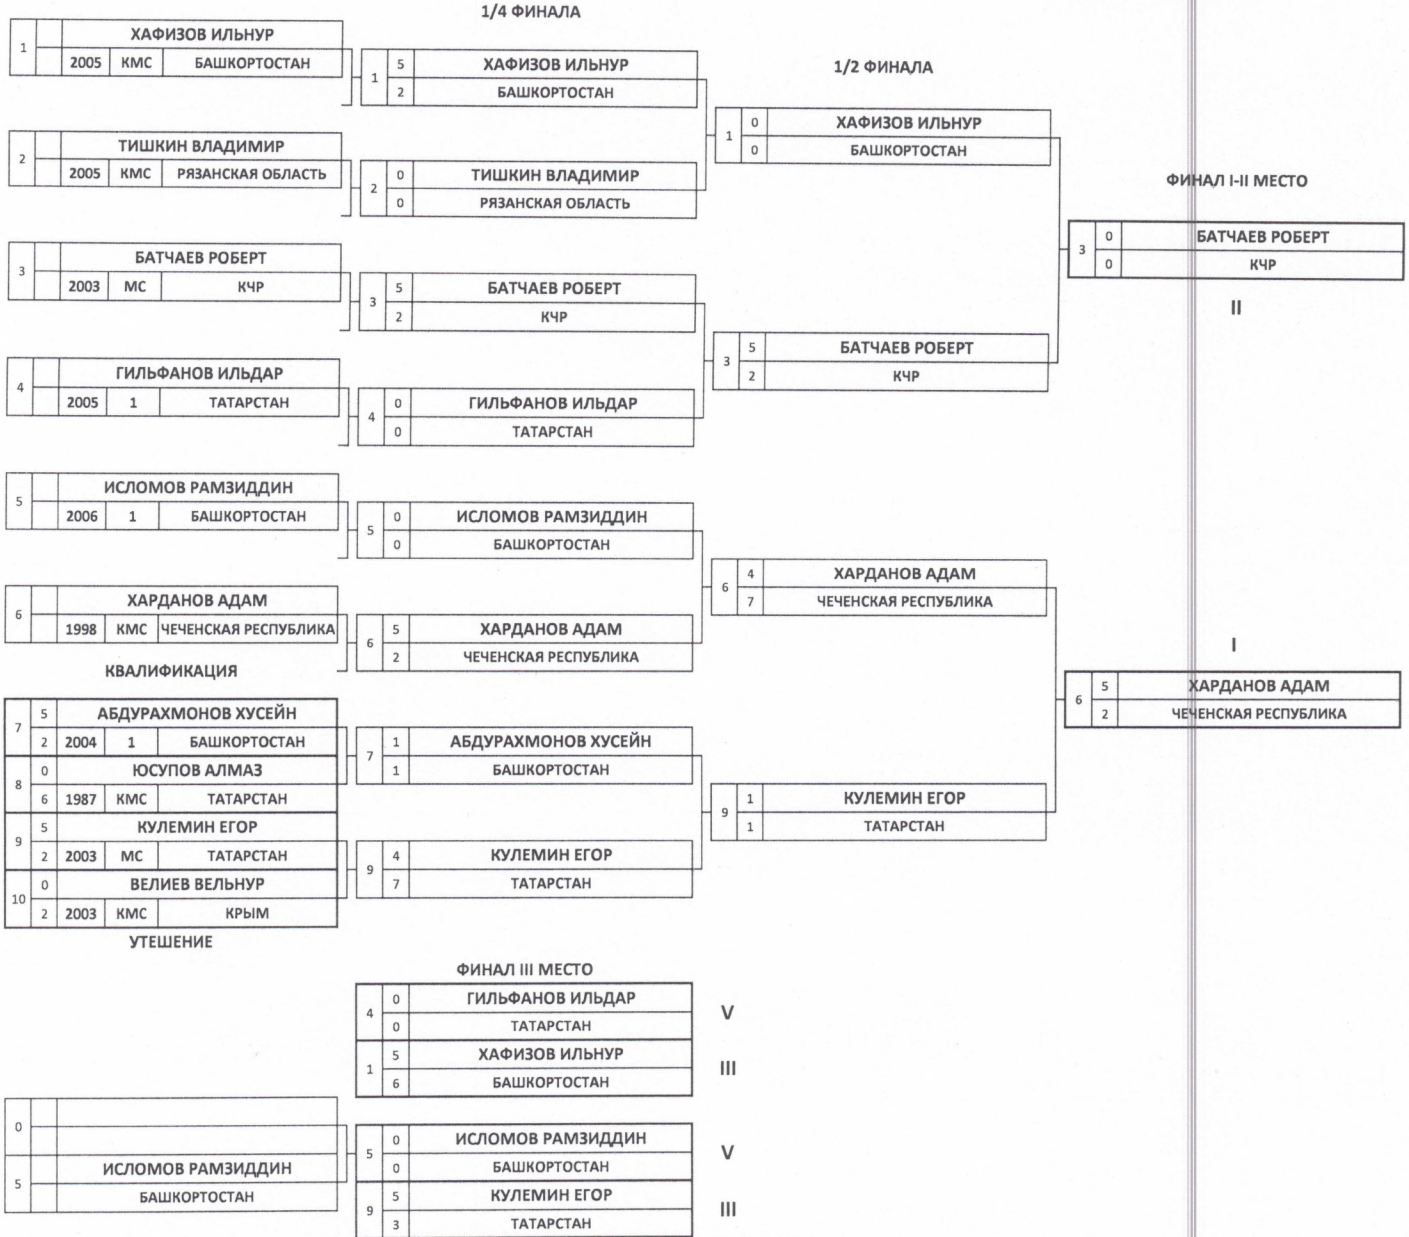 1/4 ФИНАЛА
1 ХАФИЗОВ ИЛЬНУР
2005 КМС БАШКОРТОСТАН
2 ТИШКИН ВЛАДИМИР
2005 КМС РЯЗАНСКАЯ ОБЛАСТЬ
3 БАТЧАЕВ РОБЕРТ
2003 МС КЧР
4 ГИЛЬФАНОВ ИЛЬДАР
2005 1 ТАТАРСТАН
5 ИСЛОМОВ РАМЗИДДИН
2006 1 БАШКОРТОСТАН
6 ХАРДАНОВ АДАМ
1998 КМС ЧЕЧЕНСКАЯ РЕСПУБЛИКА
КВАЛИФИКАЦИЯ
7 5 АБДУРАХМОНОВ ХУСЕЙН
2 2004 1 БАШКОРТОСТАН
8 0 ЮСУПОВ АЛМАЗ
6 1987 КМС ТАТАРСТАН
9 5 КУЛЕМИН ЕГОР
2 2003 МС ТАТАРСТАН
10 0 ВЕЛИЕВ ВЕЛЬНУР
2 2003 КМС КРЫМ
УТЕШЕНИЕ
0
5 ИСЛОМОВ РАМЗИДДИН
БАШКОРТОСТАН
1 5 ХАФИЗОВ ИЛЬНУР
2 БАШКОРТОСТАН
2 0 ТИШКИН ВЛАДИМИР
0 РЯЗАНСКАЯ ОБЛАСТЬ
3 5 БАТЧАЕВ РОБЕРТ
2 КЧР
4 0 ГИЛЬФАНОВ ИЛЬДАР
0 ТАТАРСТАН
5 0 ИСЛОМОВ РАМЗИДДИН
0 БАШКОРТОСТАН
6 5 ХАРДАНОВ АДАМ
2 ЧЕЧЕНСКАЯ РЕСПУБЛИКА
7 1 АБДУРАХМОНОВ ХУСЕЙН
1 БАШКОРТОСТАН
9 4 КУЛЕМИН ЕГОР
7 ТАТАРСТАН
ФИНАЛ III МЕСТО
4 0 ГИЛЬФАНОВ ИЛЬДАР
0 ТАТАРСТАН
V
1 5 ХАФИЗОВ ИЛЬНУР
6 БАШКОРТОСТАН
III
5 0 ИСЛОМОВ РАМЗИДДИН
0 БАШКОРТОСТАН
V
9 5 КУЛЕМИН ЕГОР
3 ТАТАРСТАН
III
1/2 ФИНАЛА
1 0 ХАФИЗОВ ИЛЬНУР
0 БАШКОРТОСТАН
3 5 БАТЧАЕВ РОБЕРТ
2 КЧР
6 4 ХАРДАНОВ АДАМ
7 ЧЕЧЕНСКАЯ РЕСПУБЛИКА
9 1 КУЛЕМИН ЕГОР
1 ТАТАРСТАН
ФИНАЛ I-II МЕСТО
3 0 БАТЧАЕВ РОБЕРТ
0 КЧР
II
I
6 5 ХАРДАНОВ АДАМ
2 ЧЕЧЕНСКАЯ РЕСПУБЛИКА